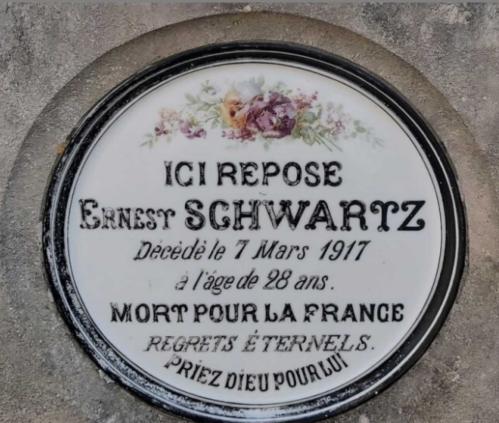 ICI REPOSE
ERNEST SCHWARTZ
Décédé le 7 Mars 1917
à l'âge de 28 ans.
MORT POUR LA FRANCE
REGRETS ÉTERNELS.
PRIEZ DIEU POUR LUI